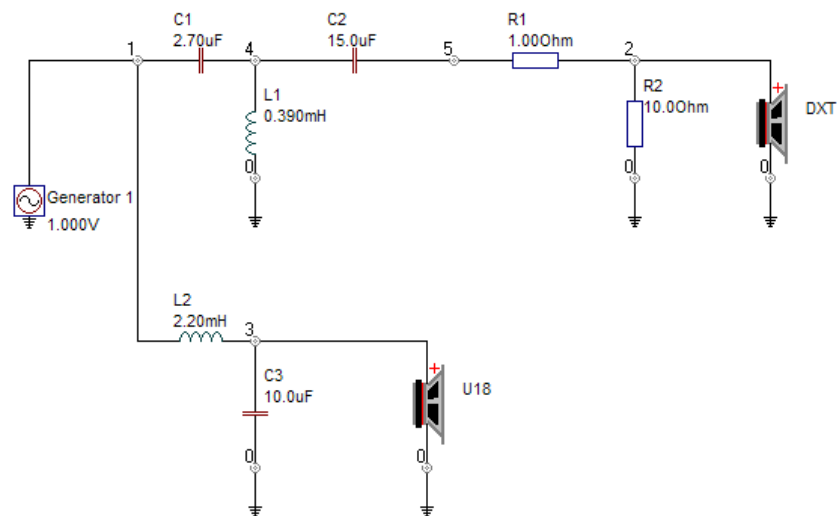 C1
2.70uF
C2
15.0uF
R1
1.00Ohm
1
4
5
2
L1
0.390mH
R2
10.0Ohm
+
DXT
0
0
0
Generator 1
1.000V
L2
2.20mH
3
C3
10.0uF
+
U18
0
0